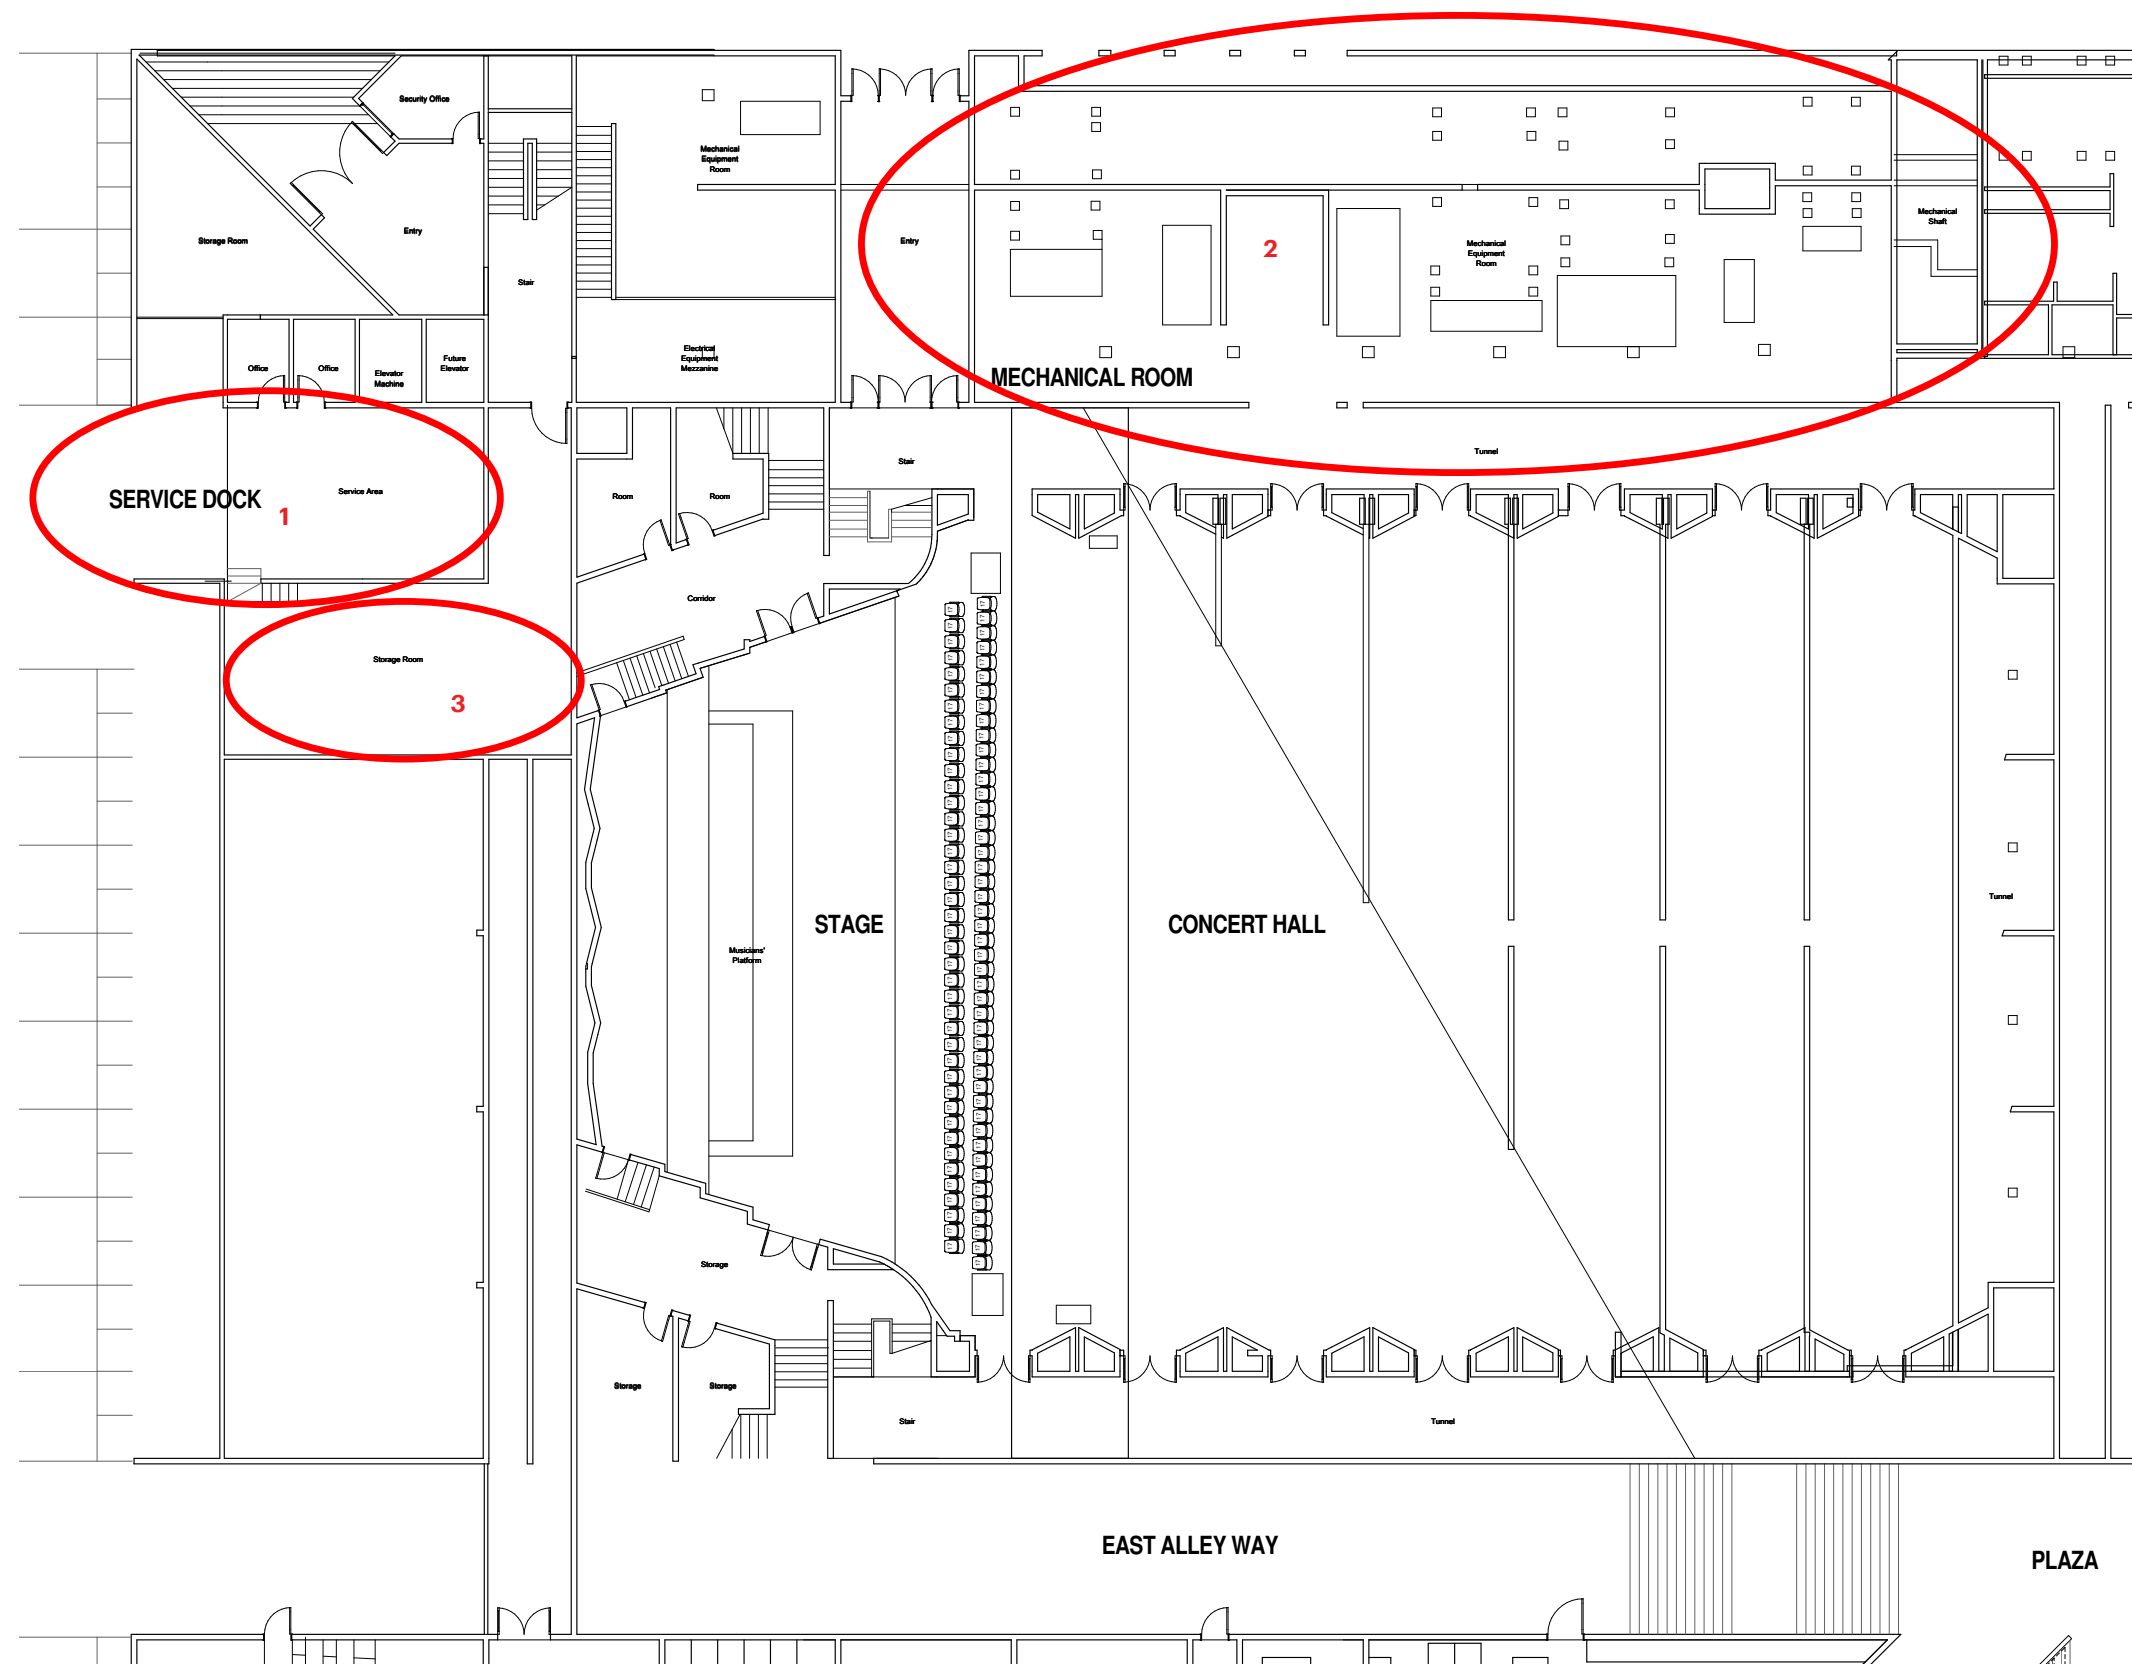 Security Office
Mechanical
Equipment
Room
Storage Room
Entry
Entry
2
Mechanical
Equipment
Room
Mechanical
Shaft
Stair
Office
Office
Elevator
Machine
Future
Elevator
Electrical
Equipment
Mezzanine
MECHANICAL ROOM
Tunnel
Stair
SERVICE DOCK
1
Service Area
Room
Room
Corridor
Storage Room
3
STAGE
CONCERT HALL
Musicians'
Platform
Tunnel
Storage
Storage
Storage
Stair
Tunnel
EAST ALLEY WAY
PLAZA